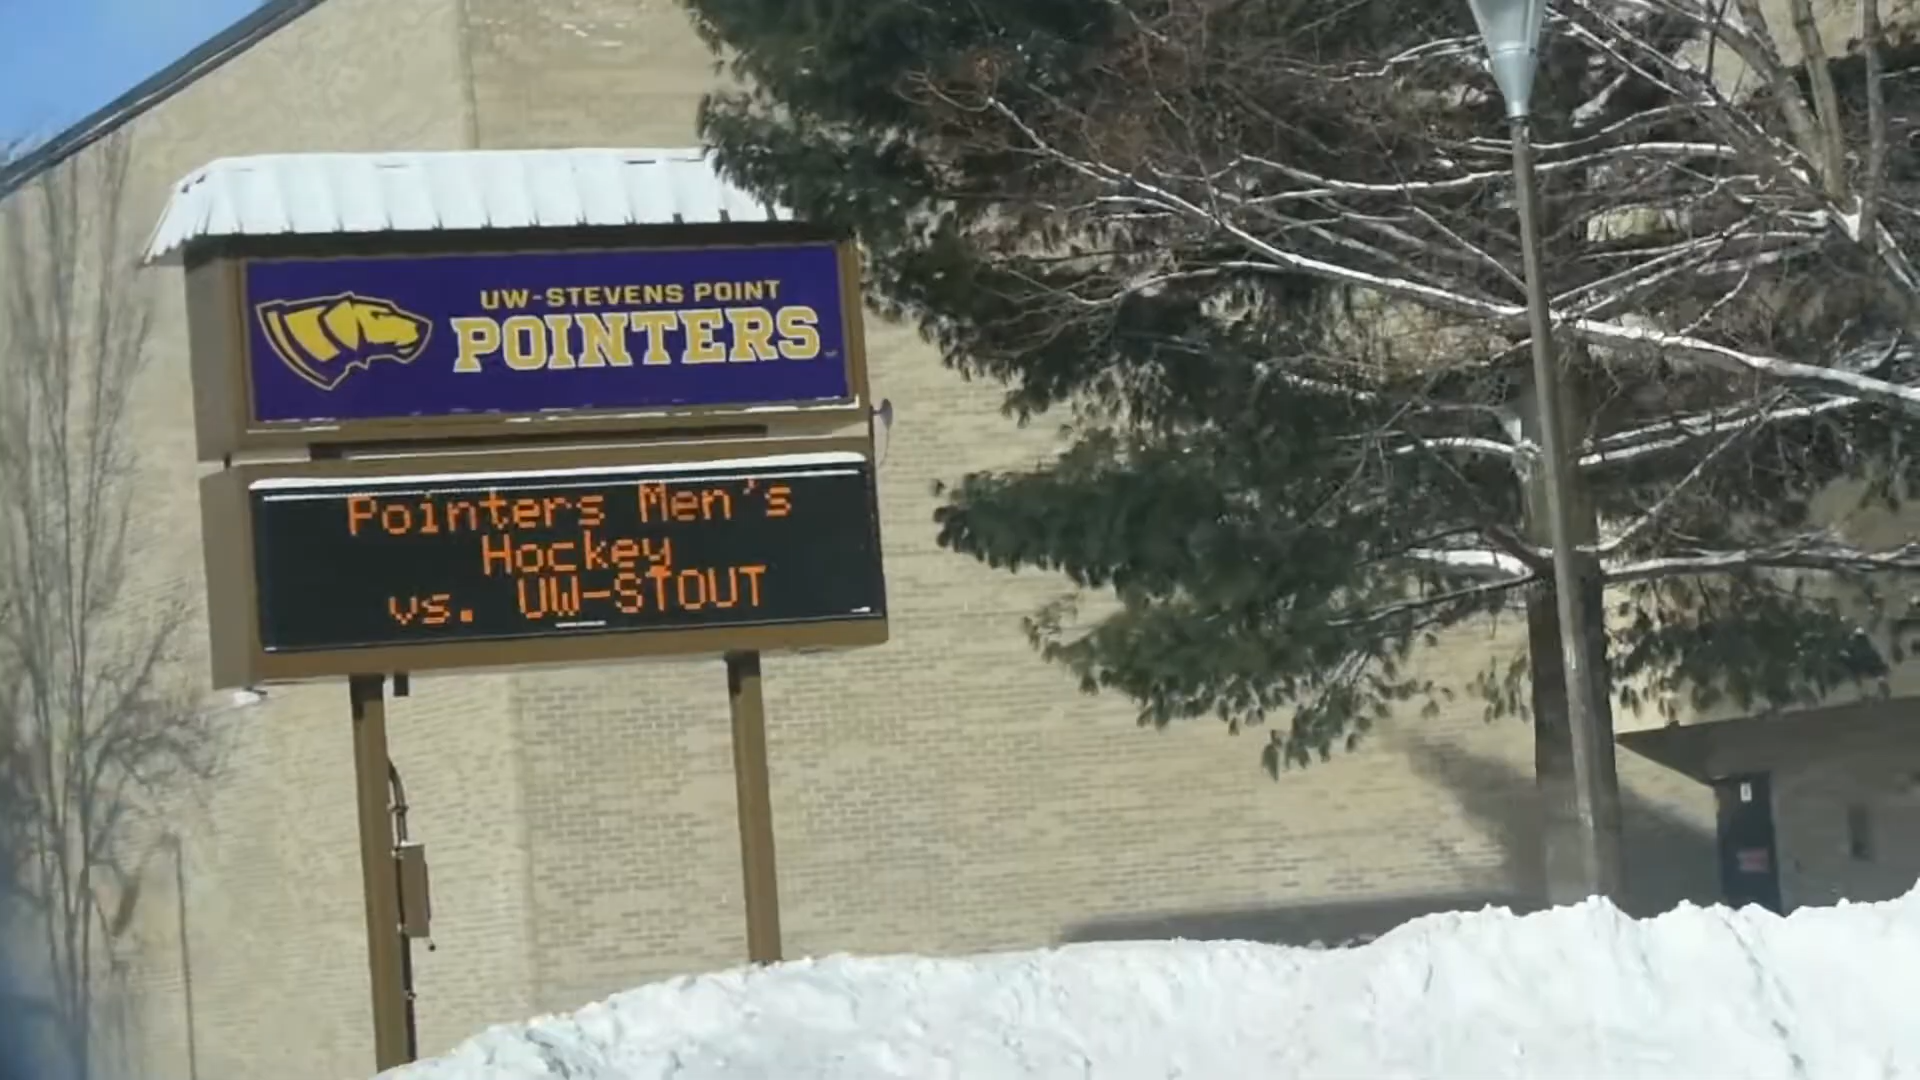 UW-STEVENS POINT
POINTERS
Pointers Men's
Hockey
vs. UW-STOUT